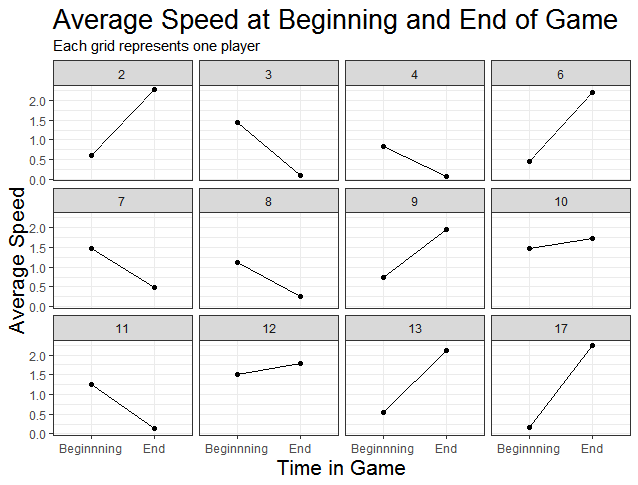 Average Speed at Beginning and End of Game
Each grid represents one player
2 3 4 6
2.0
1.5
1.0
0.5
0.0
7 8 9 10
2.0
1.5
1.0
0.5
0.0
11 12 13 17
2.0
1.5
1.0
0.5
0.0
Average Speed
Beginnning End Beginnning End Beginnning End Beginnning End
Time in Game